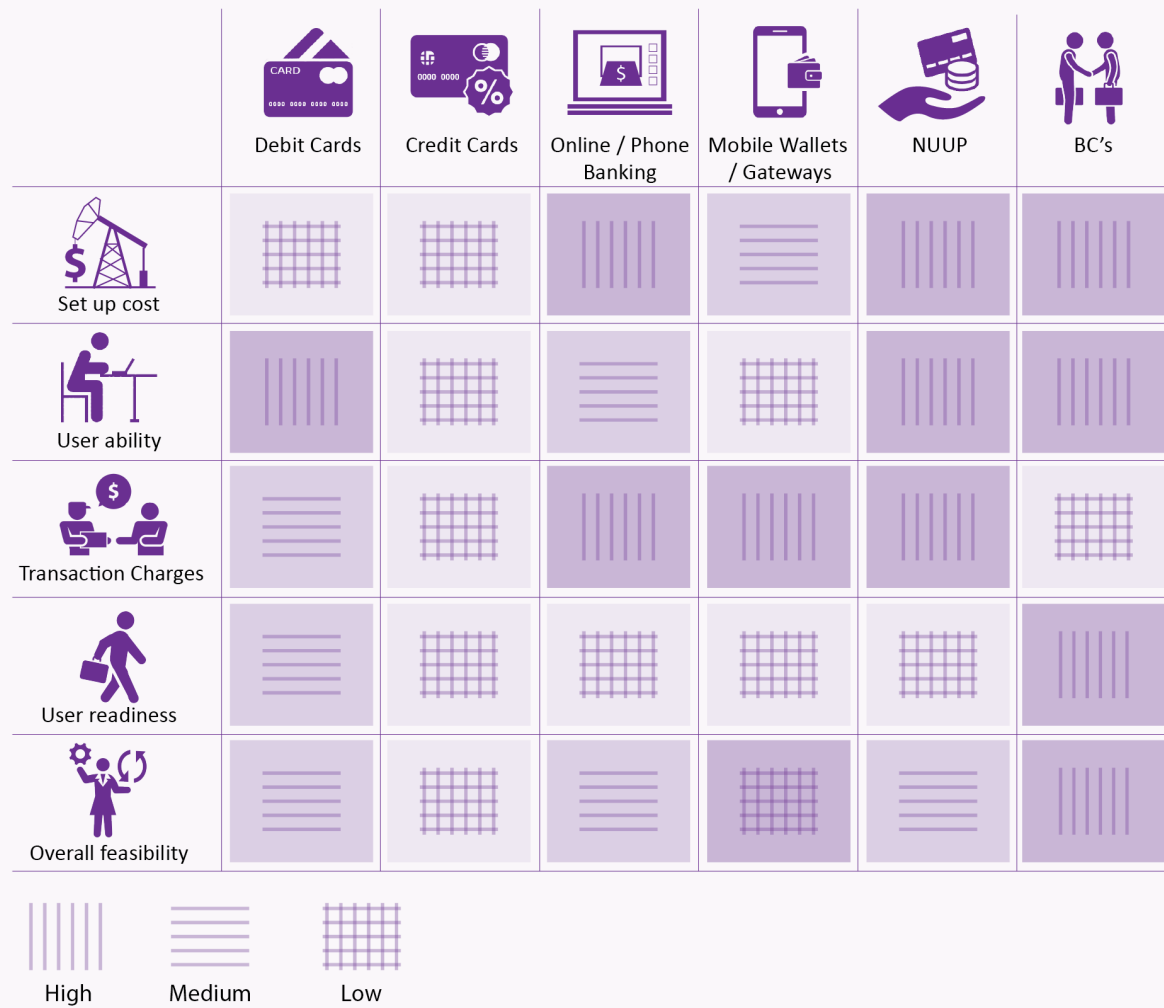 CARD
0000 0000 0000 0000
0000 0000
%
$
Debit Cards
Credit Cards
Online / Phone
Banking
Mobile Wallets
/ Gateways
NUUP
BC’s
$
Set up cost
User ability
$
Transaction Charges
User readiness
Overall feasibility
High
Medium
Low